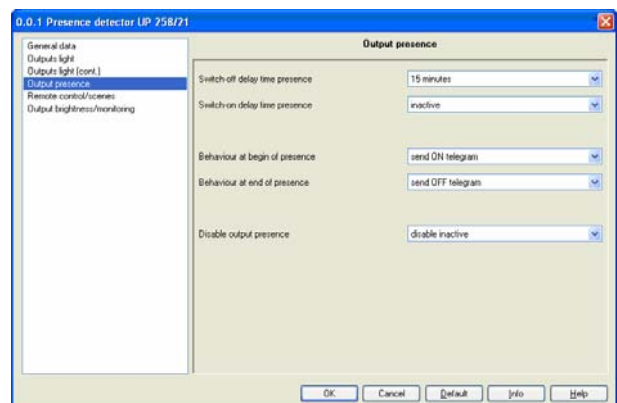 0.0.1 Presence detector UP 258/21
General data
Outputs light
Outputs light (cont.)
Output presence
Remote control/scenes
Output brightness/monitoring
Output presence
Switch-off delay time presence
15 minutes
Switch-on delay time presence
inactive
Behaviour at begin of presence
send ON telegram
Behaviour at end of presence
send OFF telegram
Disable output presence
disable inactive
OK Cancel Default Info Help